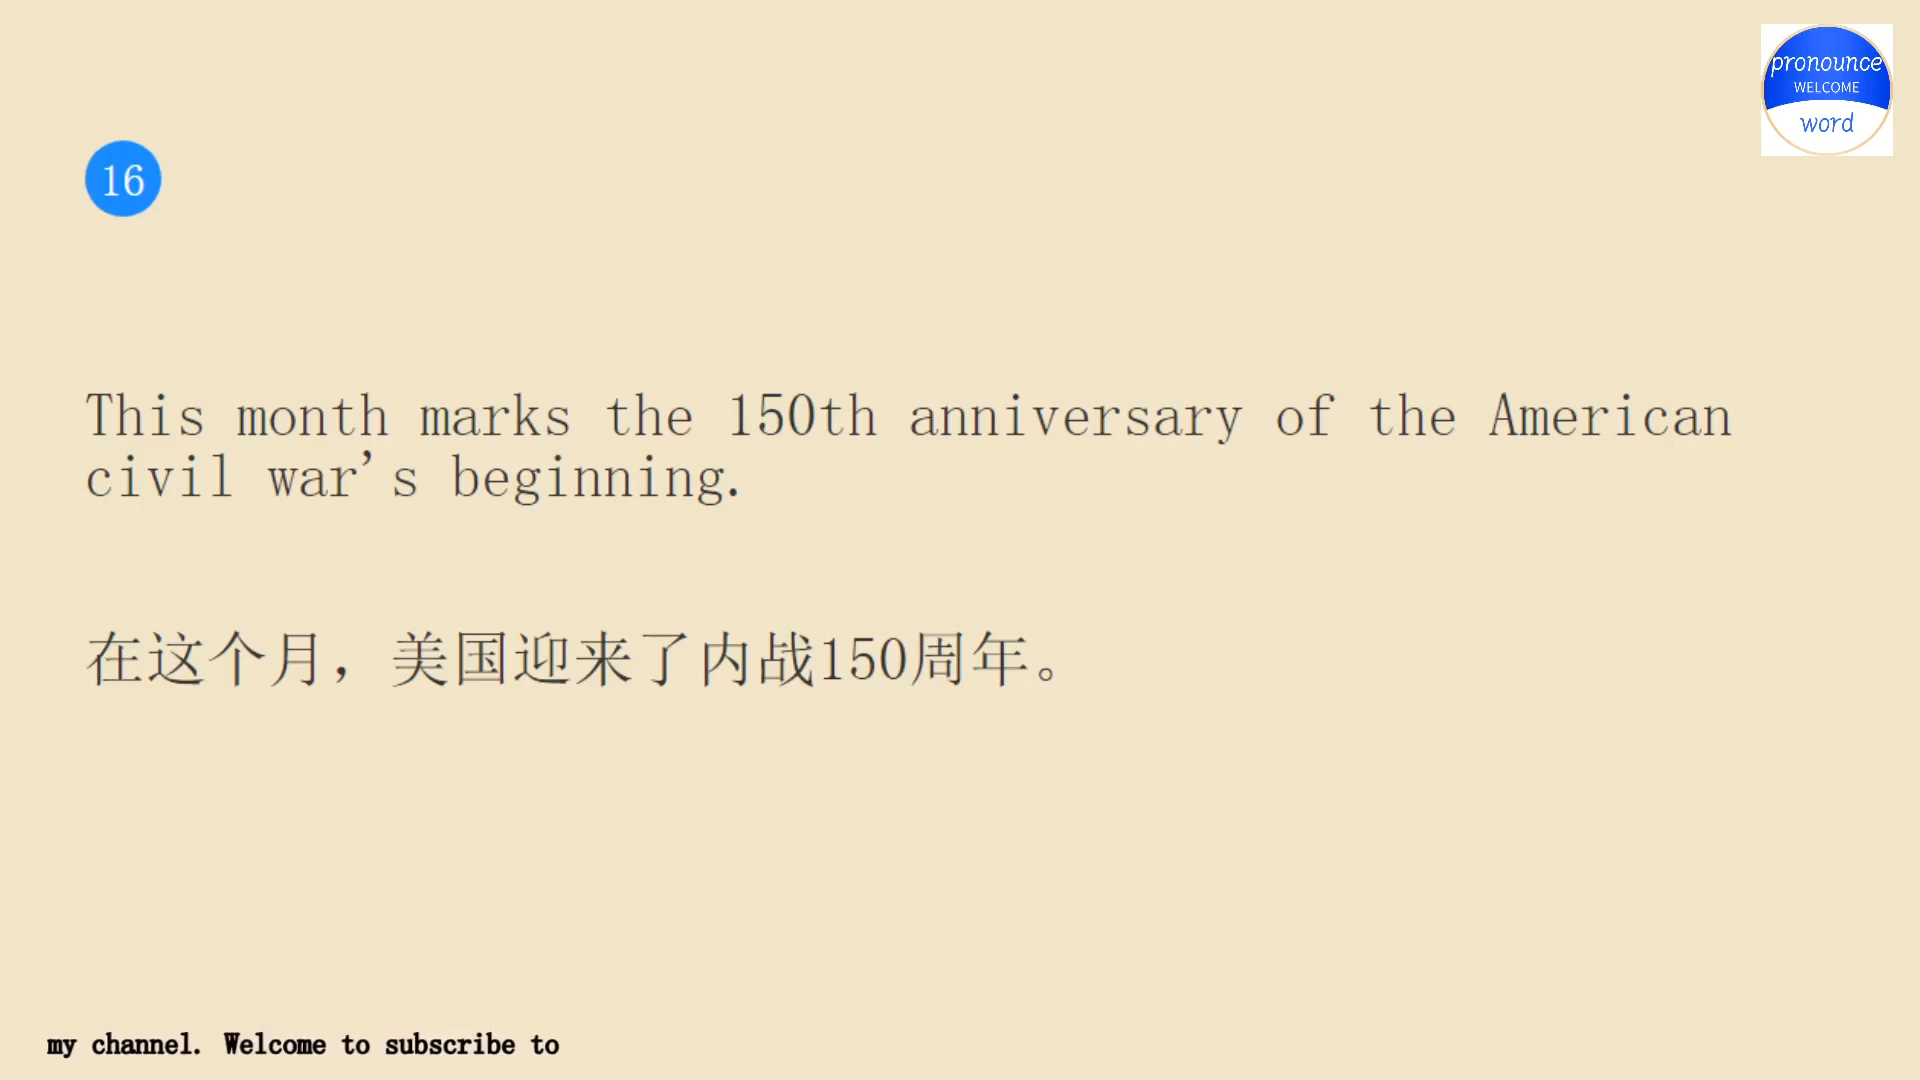 pronounce
WELCOME
word
16
This month marks the 150th anniversary of the American
civil war's beginning.
在这个月，美国迎来了内战150周年。
my channel. Welcome to subscribe to